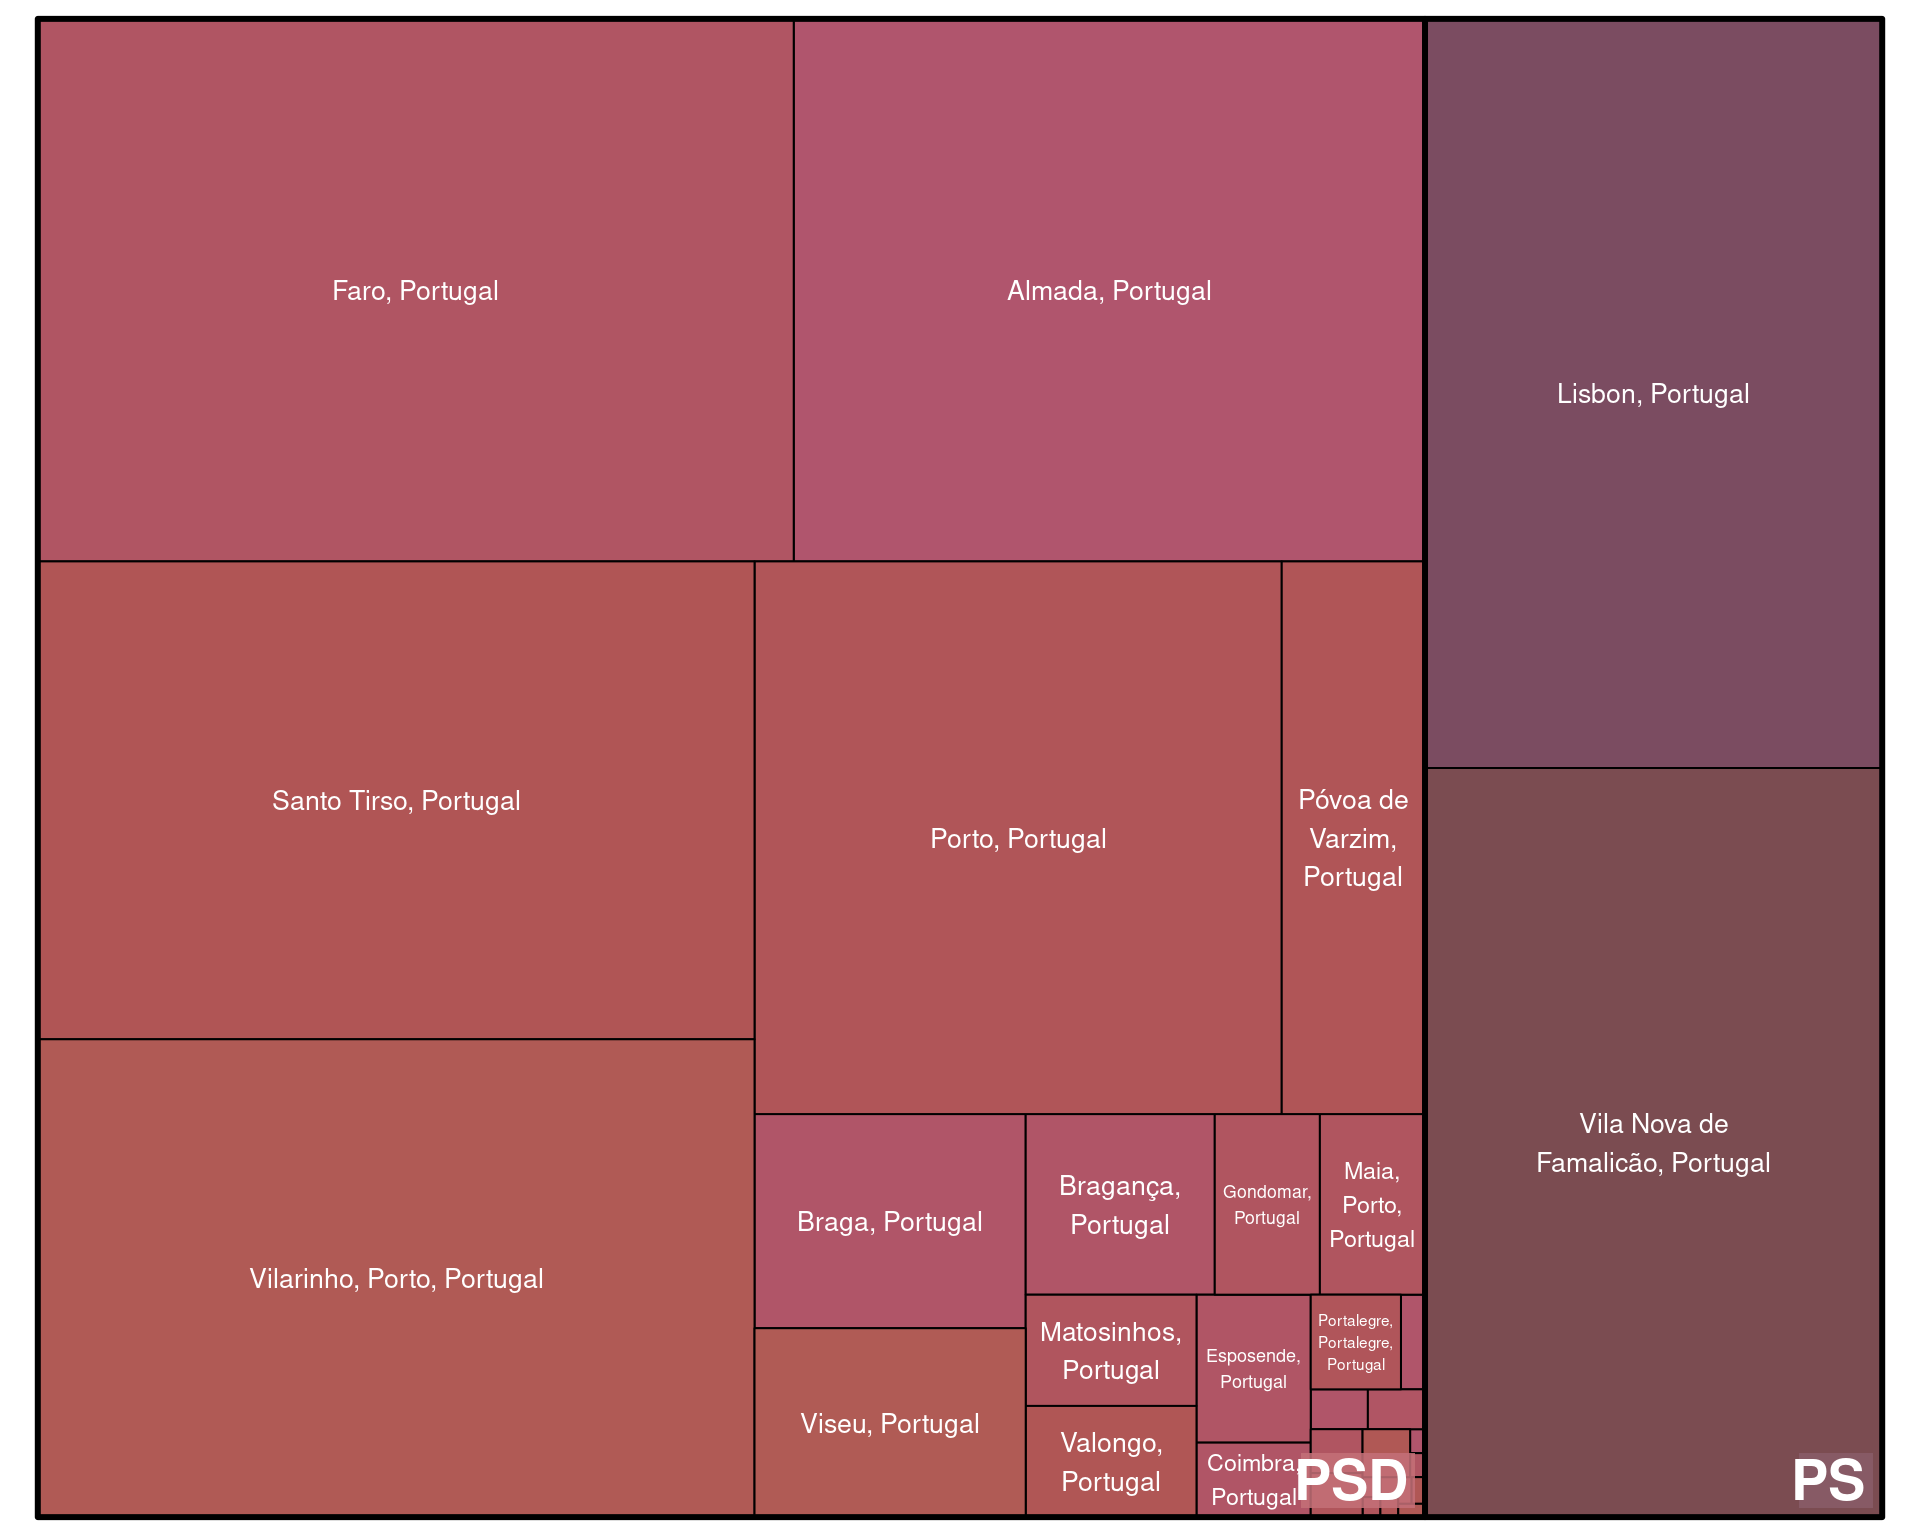 Faro, Portugal
Almada, Portugal
Lisbon, Portugal
Santo Tirso, Portugal
Porto, Portugal
Póvoa de
Varzim,
Portugal
Vila Nova de
Famalicão, Portugal
Vilarinho, Porto, Portugal
Braga, Portugal
Bragança,
Portugal
Gondomar,
Portugal
Maia,
Porto,
Portugal
Viseu, Portugal
Matosinhos,
Portugal
Esposende,
Portugal
Portalegre,
Portalegre,
Portugal
Valongo,
Portugal
Coimbra,
Portugal
PSD
PS